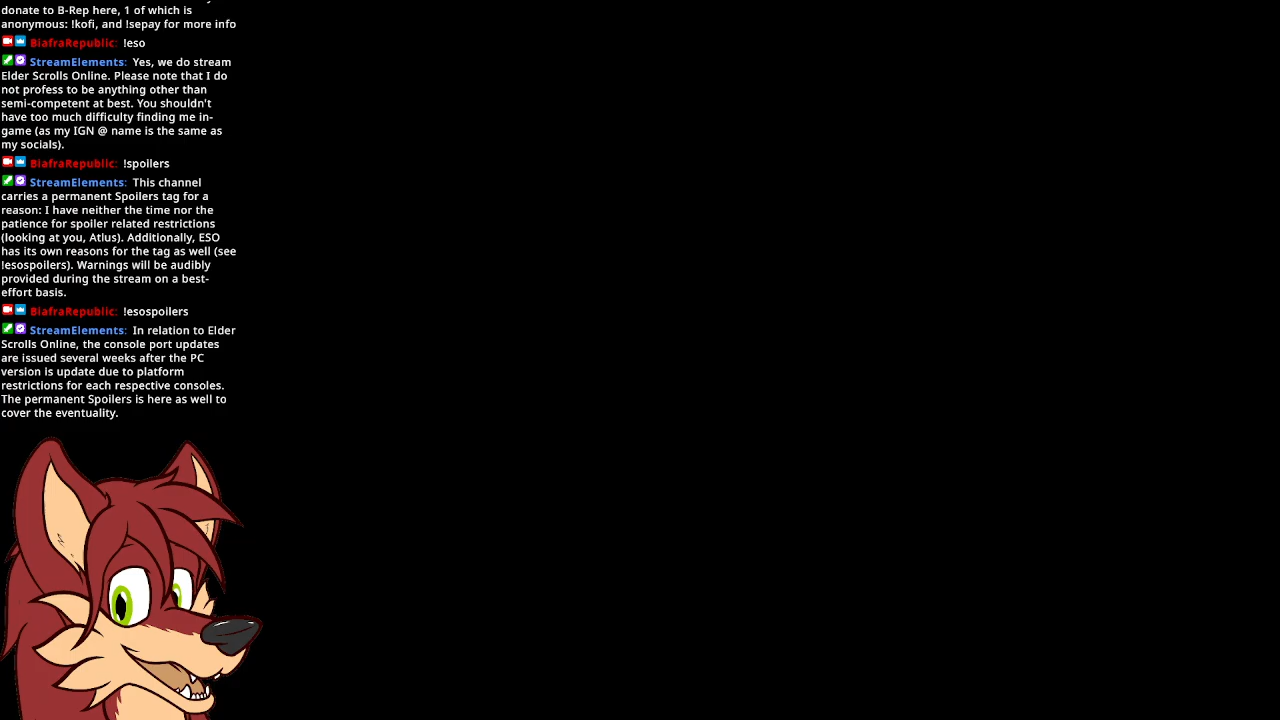 donate to B-Rep here, 1 of which is
anonymous: !kofi, and !sepay for more info
BiafraRepublic: !eso
StreamElements: Yes, we do stream
Elder Scrolls Online. Please note that I do
not profess to be anything other than
semi-competent at best. You shouldn't
have too much difficulty finding me in-
game (as my IGN @ name is the same as
my socials).
BiafraRepublic: !spoilers
StreamElements: This channel
carries a permanent Spoilers tag for a
reason: I have neither the time nor the
patience for spoiler related restrictions
(looking at you, Atlus). Additionally, ESO
has its own reasons for the tag as well (see
!esospoilers). Warnings will be audibly
provided during the stream on a best-
effort basis.
BiafraRepublic: !esospoilers
StreamElements: In relation to Elder
Scrolls Online, the console port updates
are issued several weeks after the PC
version is update due to platform
restrictions for each respective consoles.
The permanent Spoilers is here as well to
cover the eventuality.